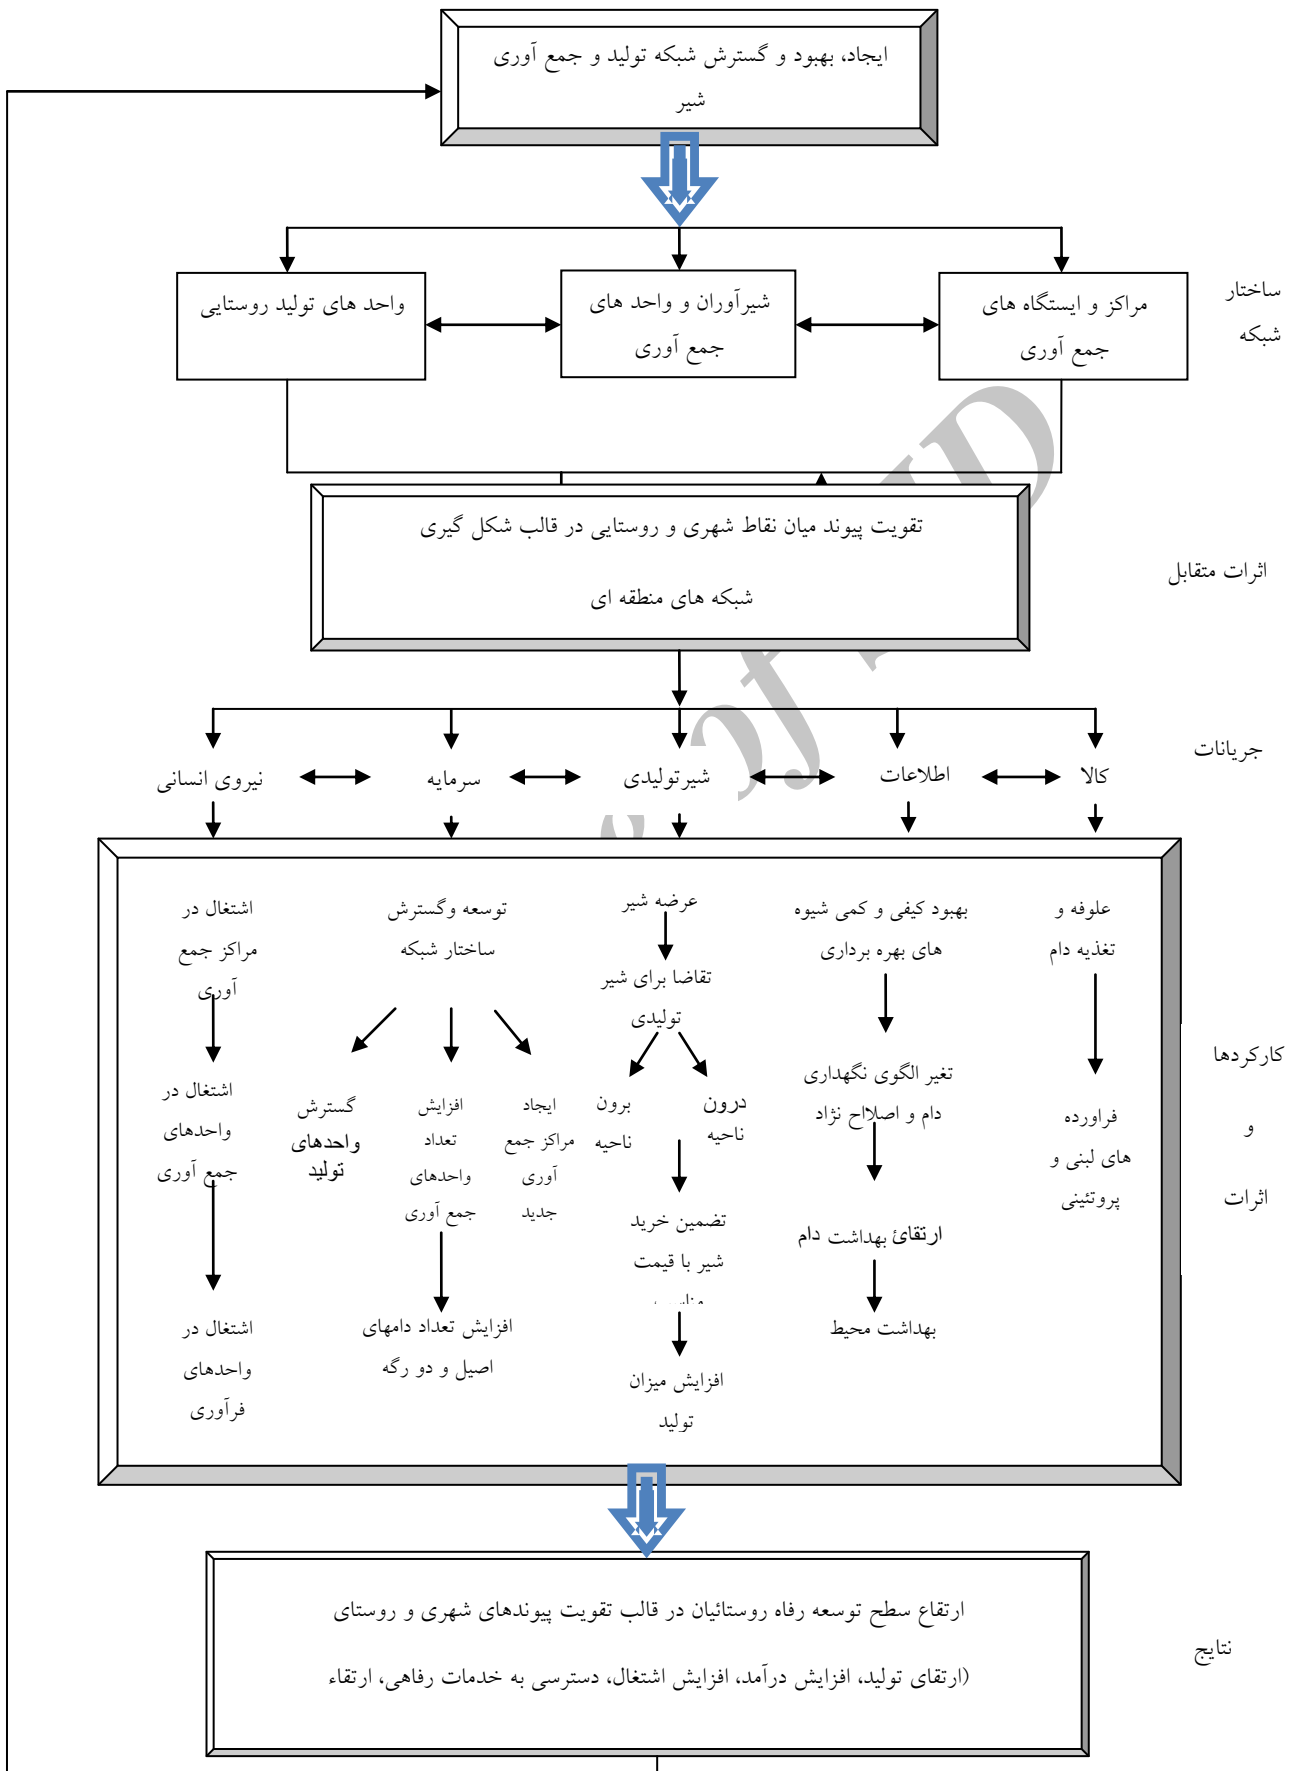 ایجاد، بهبود و گسترش شبکه تولید و جمع آوری
شیر
ساختار
شبکه
مراکز و ایستگاه های
جمع آوری
شیرآوران و واحد های
جمع آوری
واحد های تولید روستایی
تقویت پیوند میان نقاط شهری و روستایی در قالب شکل گیری
شبکه های منطقه ای
اثرات متقابل
جریانات
کالا
اطلاعات
شیرتولیدی
سرمایه
نیروی انسانی
کارکردها
و
اثرات
علوفه و
تغذیه دام
فراورده
های لبنی و
پروتئینی
بهبود کیفی و کمی شیوه
های بهره برداری
تغیر الگوی نگهداری
دام و اصلااح نژاد
ارتقائ بهداشت دام
بهداشت محیط
عرضه شیر
تقاضا برای شیر
تولیدی
درون
ناحیه
برون
ناحیه
تضمین خرید
شیر با قیمت
مناسب
افزایش میزان
تولید
توسعه وگسترش
ساختار شبکه
ایجاد
مراکز جمع
آوری
جدید
افزایش
تعداد
واحدهای
جمع آوری
گسترش
واحدهای
تولید
افزایش تعداد دامهای
اصیل و دو رگه
اشتغال در
مراکز جمع
آوری
اشتغال در
واحدهای
جمع آوری
اشتغال در
واحدهای
فرآوری
نتایج
ارتقاع سطح توسعه رفاه روستائیان در قالب تقویت پیوندهای شهری و روستای
(ارتقای تولید، افزایش درآمد، افزایش اشتغال، دسترسی به خدمات رفاهی، ارتقاء
of